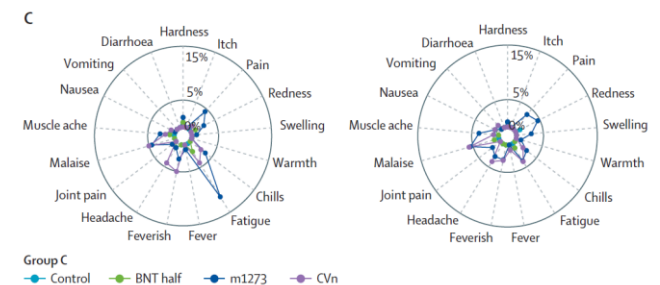 C
Hardness
Itch
Pain
Redness
Swelling
Warmth
Chills
Fatigue
Fever
Feverish
Headache
Joint pain
Malaise
Muscle ache
Nausea
Vomiting
Diarrhoea
15%
5%
0%
Hardness
Itch
Pain
Redness
Swelling
Warmth
Chills
Fatigue
Fever
Feverish
Headache
Joint pain
Malaise
Muscle ache
Nausea
Vomiting
Diarrhoea
15%
5%
0%
Group C
Control BNT half m1273 CVn